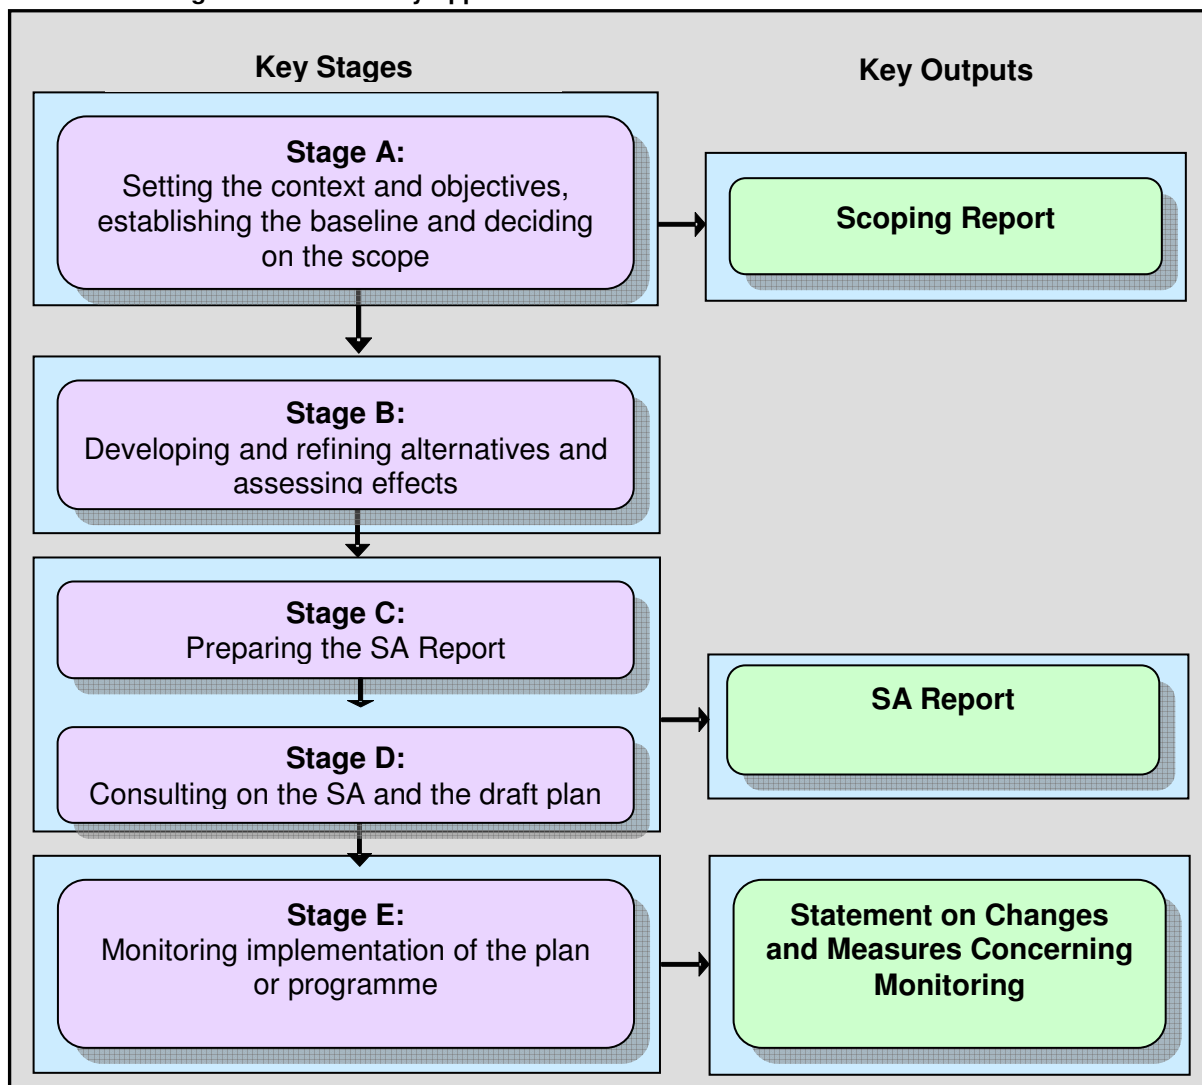 Key Stages
Key Outputs
Stage A:
Setting the context and objectives,
establishing the baseline and deciding
on the scope
Scoping Report
Stage B:
Developing and refining alternatives and
assessing effects
Stage C:
Preparing the SA Report
SA Report
Stage D:
Consulting on the SA and the draft plan
Stage E:
Monitoring implementation of the plan
or programme
Statement on Changes
and Measures Concerning
Monitoring